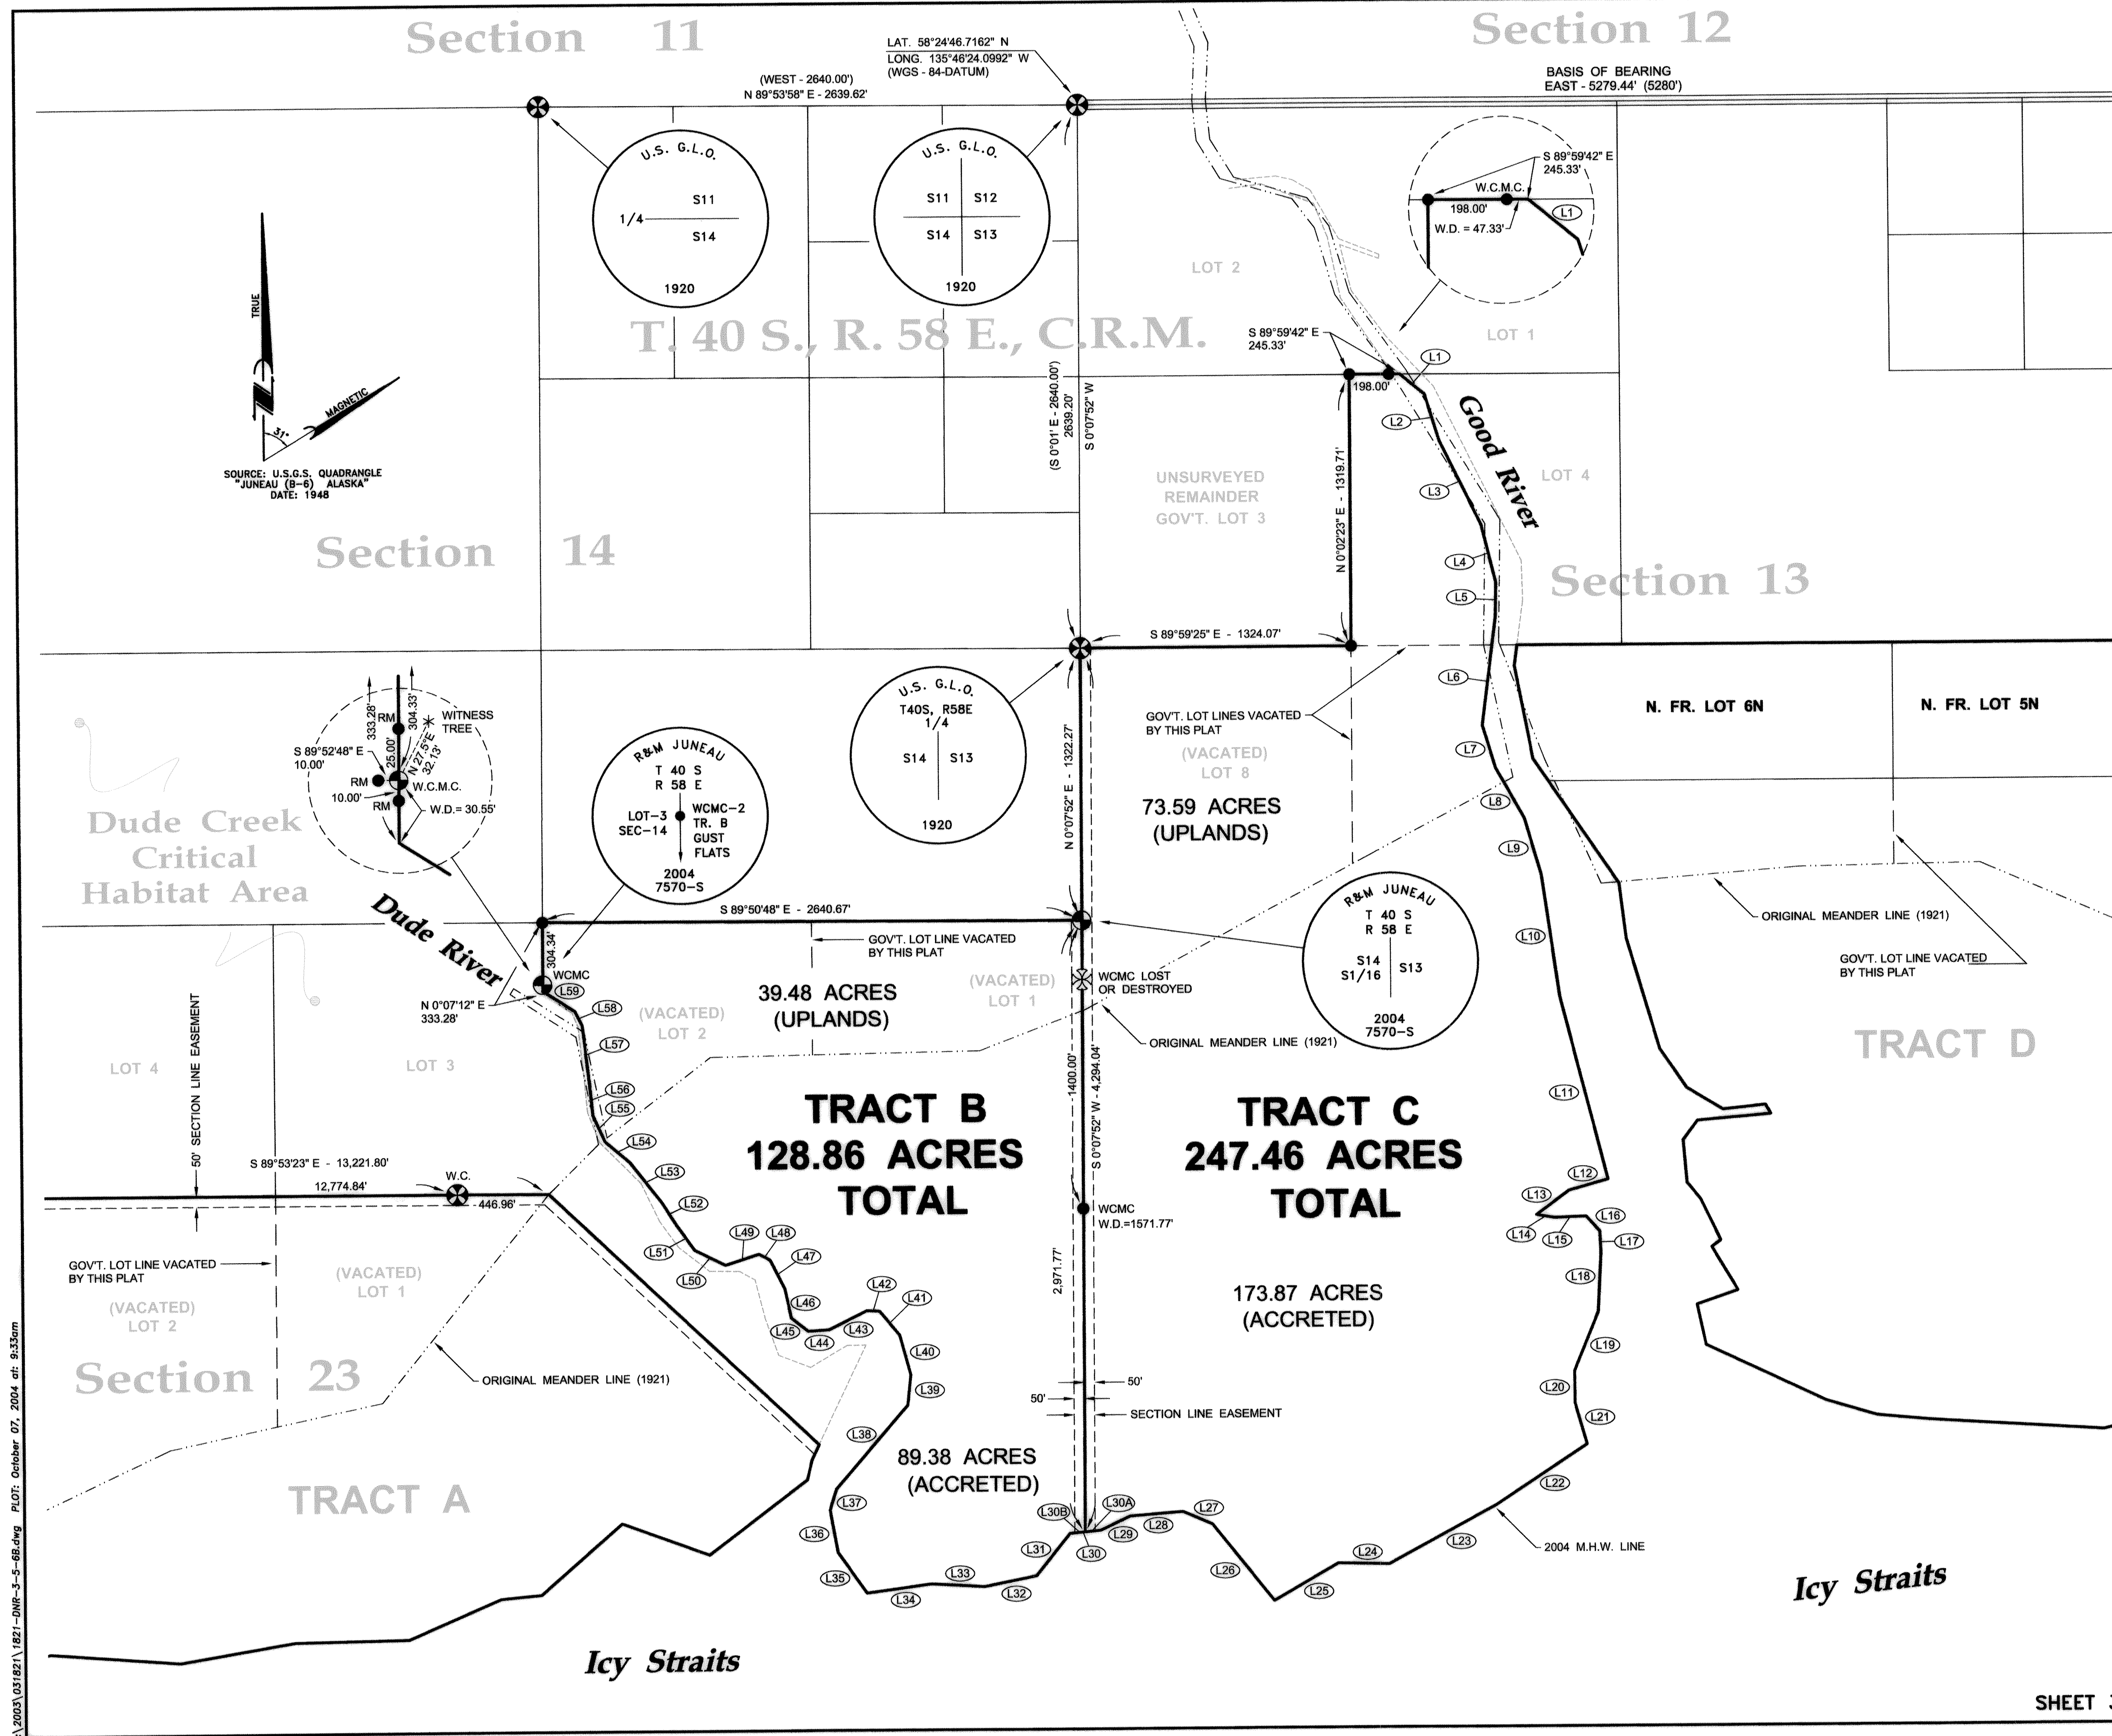 Section 11
Section 12
LAT. 58°24'46.7162" N
LONG. 135°46'24.0992" W
(WGS - 84-DATUM)
(WEST - 2640.00')
N 89°53'58" E - 2639.62'
BASIS OF BEARING
EAST - 5279.44' (5280')
U.S. G.L.O.
S11
1/4
S14
1920
U.S. G.L.O.
S11 S12
S14 S13
1920
S 89°59'42" E
245.33'
W.C.M.C.
198.00'
L1
W.D. = 47.33'
TRUE
MAGNETIC
31°
SOURCE: U.S.G.S. QUADRANGLE
"JUNEAU (B-6) ALASKA"
DATE: 1948
LOT 2
T. 40 S., R. 58 E., C.R.M.
S 89°59'42" E
245.33'
LOT 1
L1
198.00'
(S 0°01' E - 2640.00')
2639.20'
S 0°07'52" W
L2
Good River
UNSURVEYED
REMAINDER
GOV'T. LOT 3
N 0°02'23" E - 1319.71'
L3
LOT 4
Section 14
L4
Section 13
L5
S 89°59'25" E - 1324.07'
L6
333.28'
304.33'
RM
WITNESS
TREE
S 89°52'48" E
10.00'
25.00'
N 27.5°E
32.13'
RM
W.C.M.C.
10.00'
RM
W.D.= 30.55'
U.S. G.L.O.
T40S, R58E
1/4
S14 S13
1920
GOV'T. LOT LINES VACATED
BY THIS PLAT
(VACATED)
LOT 8
N. FR. LOT 6N
N. FR. LOT 5N
L7
R&M JUNEAU
T 40 S
R 58 E
LOT-3
SEC-14
WCMC-2
TR. B
GUST
FLATS
2004
7570-S
N 0°07'52" E - 1322.27'
73.59 ACRES
(UPLANDS)
L8
L9
Dude Creek
Critical
Habitat Area
Dude River
S 89°50'48" E - 2640.67'
R&M JUNEAU
T 40 S
R 58 E
S14
S1/16
S13
2004
7570-S
ORIGINAL MEANDER LINE (1921)
L10
GOV'T. LOT LINE VACATED
BY THIS PLAT
304.34'
GOV'T. LOT LINE VACATED
BY THIS PLAT
WCMC
L59
WCMC LOST
OR DESTROYED
39.48 ACRES
(UPLANDS)
(VACATED)
LOT 1
N 0°07'12" E
333.28'
L58
(VACATED)
LOT 2
50' SECTION LINE EASEMENT
L57
ORIGINAL MEANDER LINE (1921)
TRACT D
LOT 4
LOT 3
L56
L55
1400.00'
S 0°07'52" W - 4,294.04'
L11
TRACT B
128.86 ACRES
TOTAL
TRACT C
247.46 ACRES
TOTAL
L54
L53
S 89°53'23" E - 13,221.80'
12,774.84'
W.C.
446.96'
L52
WCMC
W.D.=1571.77'
L12
L13
L14
L15
L16
L17
L51
L50
L49
L48
L47
GOV'T. LOT LINE VACATED
BY THIS PLAT
(VACATED)
LOT 1
(VACATED)
LOT 2
2,971.77'
L18
173.87 ACRES
(ACCRETED)
L46
L45
L44
L43
L42
L41
L40
L39
L19
Section 23
ORIGINAL MEANDER LINE (1921)
50'
50'
SECTION LINE EASEMENT
L20
L21
L38
89.38 ACRES
(ACCRETED)
TRACT A
L37
L36
L35
L34
L33
L32
L31
L30B
L30A
L30
L29
L28
L27
L26
L25
L24
L23
L22
2004 M.H.W. LINE
Icy Straits
Icy Straits
:\2003\031821\1821-DNR-3-5-6B.dwg PLOT: October 07, 2004 at: 9:33am
SHEET